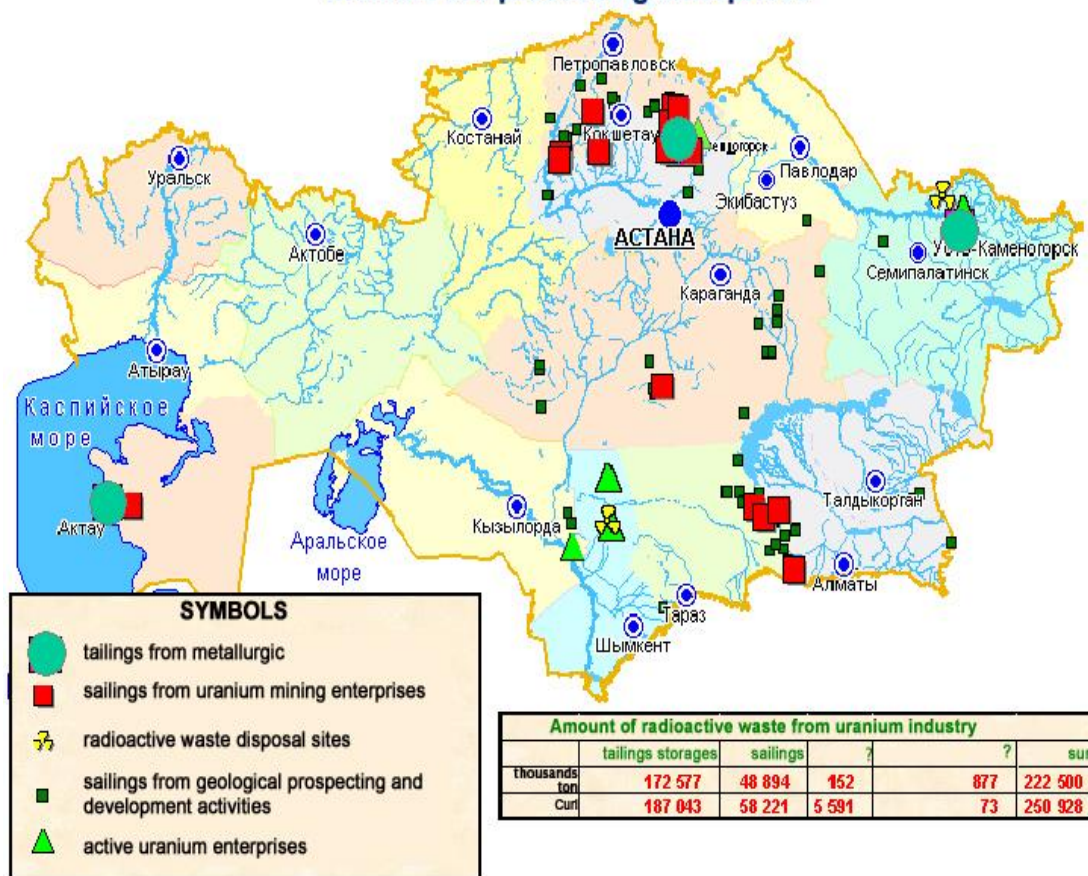 Петропавловск
Костанай
Кокшетау
Уральск
Павлодар
Экибастуз
Актобе
АСТАНА
Усть-Каменогорск
Семипалатинск
Караганда
Атырау
Каспийское
море
Талдыкорган
Актау
Кызылорда
Аральское
море
Алматы
Тараз
Шымкент
SYMBOLS
tailings from metallurgic
sailings from uranium mining enterprises
radioactive waste disposal sites
sailings from geological prospecting and
development activities
active uranium enterprises
Amount of radioactive waste from uranium industry
tailings storages sailings ? ? sum
thousands
ton 172 577 48 894 152 877 222 500
Curi 187 043 58 221 5 591 73 250 928